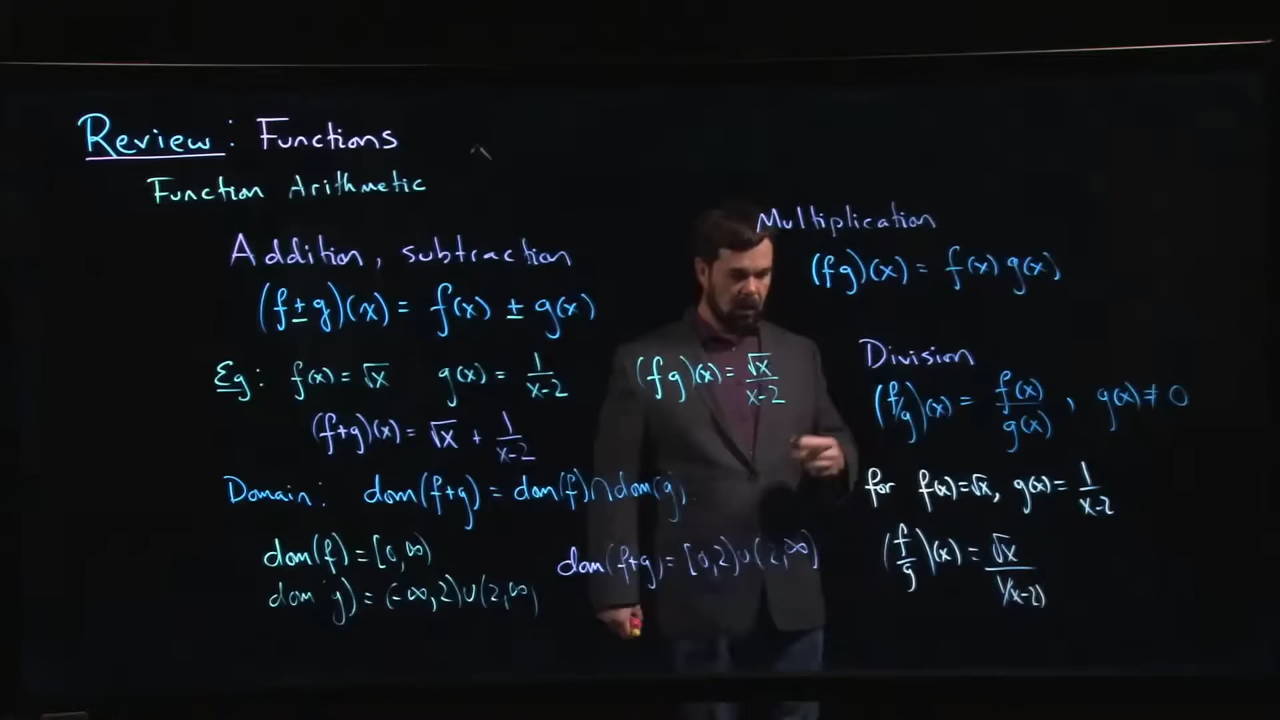 Review: Functions
Function Arithmetic
Addition, subtraction
(f±g)(x) = f(x) ± g(x)
Eg: f(x) = √x g(x) = 1/(x-2)
(f+g)(x) = √x + 1/(x-2)
Domain: dom(f+g) = dom(f)∩dom(g).
dom(f) = [0,∞)
dom g) = (-∞,2)∪(2,∞)
dom(f+g) = [0,2)∪(2,∞)
(fg)(x) = √x/(x-2)
Multiplication
(fg)(x) = f(x) g(x)
Division
(f/g)(x) = f(x)/g(x), g(x) ≠ 0
for f(x)=√x, g(x) = 1/(x-2)
(f/g)(x) = √x/(1/(x-2))